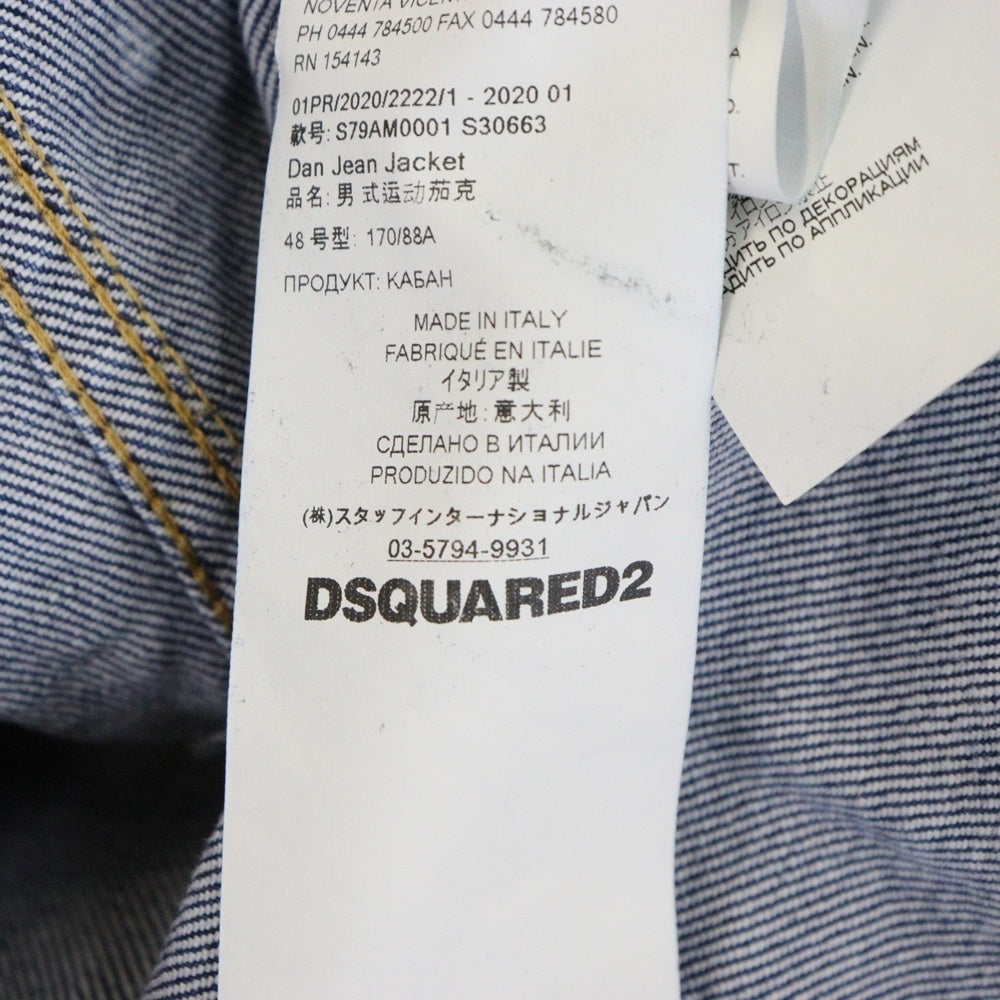 NOVENTA
PH 0444 784500 FAX 0444 784580
RN 154143
01PR/2020/2222/1 - 2020 01
款号: S79AM0001 S30663
Dan Jean Jacket
品名: 男式运动茄克
48 号型: 170/88A
ПРОДУКТ: КАБАН
MADE IN ITALY
FABRIQUÉ EN ITALIE
イタリア製
原产地: 意大利
СДЕЛАНО В ИТАЛИИ
PRODUZIDO NA ITALIA
(株)スタッフインターナショナルジャパン
03-5794-9931
DSQUARED2
ПО ДЕКОРАЦИЯМ
ПО АППЛИКАЦИИ